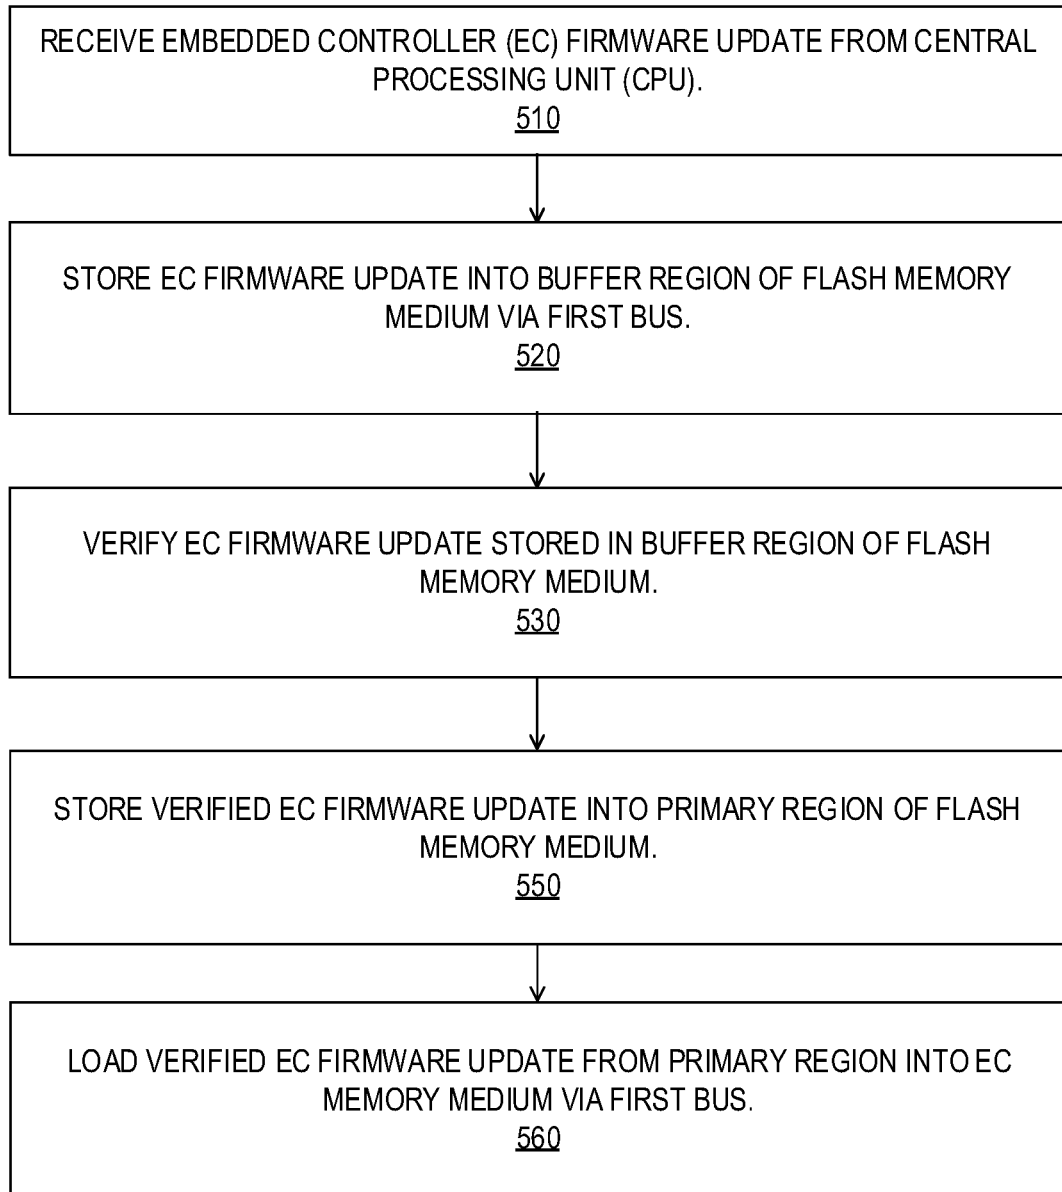 RECEIVE EMBEDDED CONTROLLER (EC) FIRMWARE UPDATE FROM CENTRAL
PROCESSING UNIT (CPU).
510
STORE EC FIRMWARE UPDATE INTO BUFFER REGION OF FLASH MEMORY
MEDIUM VIA FIRST BUS.
520
VERIFY EC FIRMWARE UPDATE STORED IN BUFFER REGION OF FLASH
MEMORY MEDIUM.
530
STORE VERIFIED EC FIRMWARE UPDATE INTO PRIMARY REGION OF FLASH
MEMORY MEDIUM.
550
LOAD VERIFIED EC FIRMWARE UPDATE FROM PRIMARY REGION INTO EC
MEMORY MEDIUM VIA FIRST BUS.
560